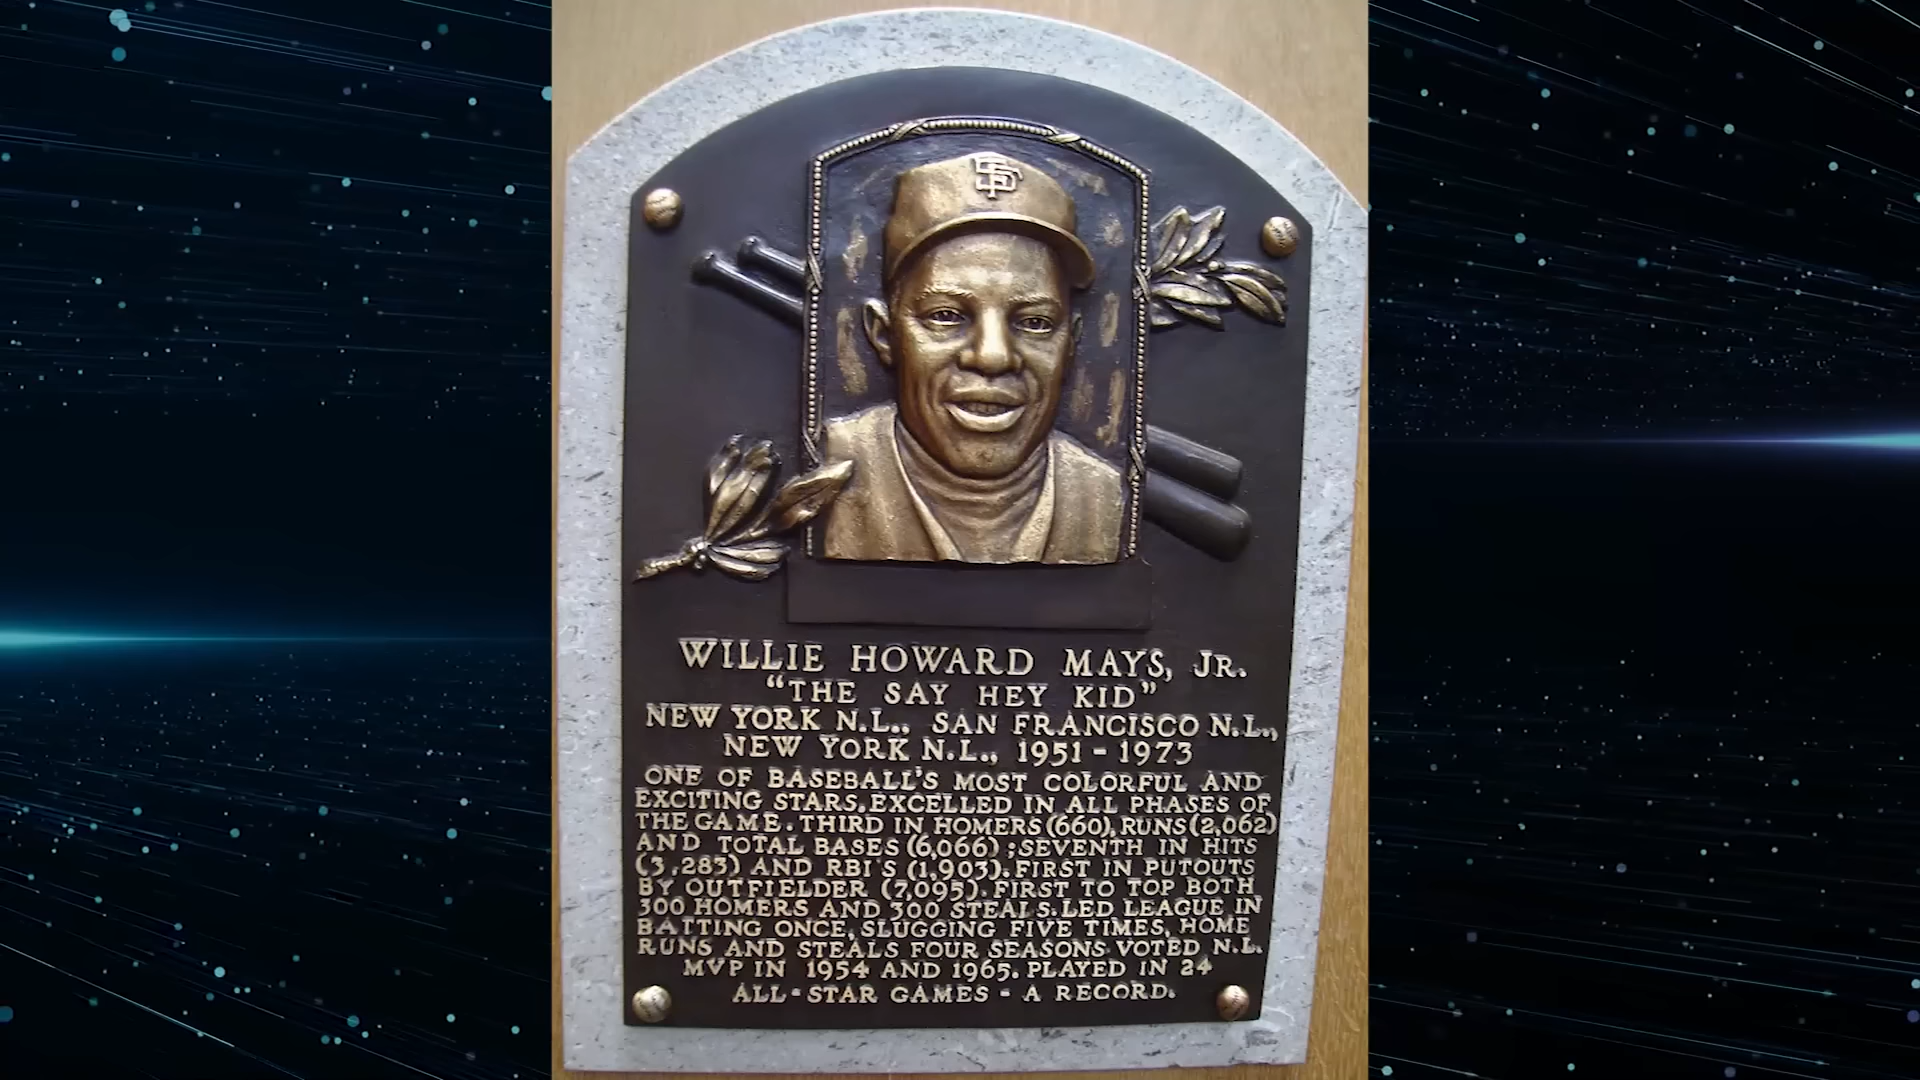 SF
WILLIE HOWARD MAYS, JR.
"THE SAY HEY KID"
NEW YORK N.L., SAN FRANCISCO N.L.,
NEW YORK N.L., 1951-1973
ONE OF BASEBALL'S MOST COLORFUL AND
EXCITING STARS. EXCELLED IN ALL PHASES OF
THE GAME. THIRD IN HOMERS (660), RUNS (2,062)
AND TOTAL BASES (6,066); SEVENTH IN HITS
(3,283) AND RBI'S (1,903). FIRST IN PUTOUTS
BY OUTFIELDER (7,095). FIRST TO TOP BOTH
300 HOMERS AND 300 STEALS. LED LEAGUE IN
BATTING ONCE, SLUGGING FIVE TIMES, HOME
RUNS AND STEALS FOUR SEASONS. VOTED N.L.
MVP IN 1954 AND 1965. PLAYED IN 24
ALL-STAR GAMES - A RECORD.